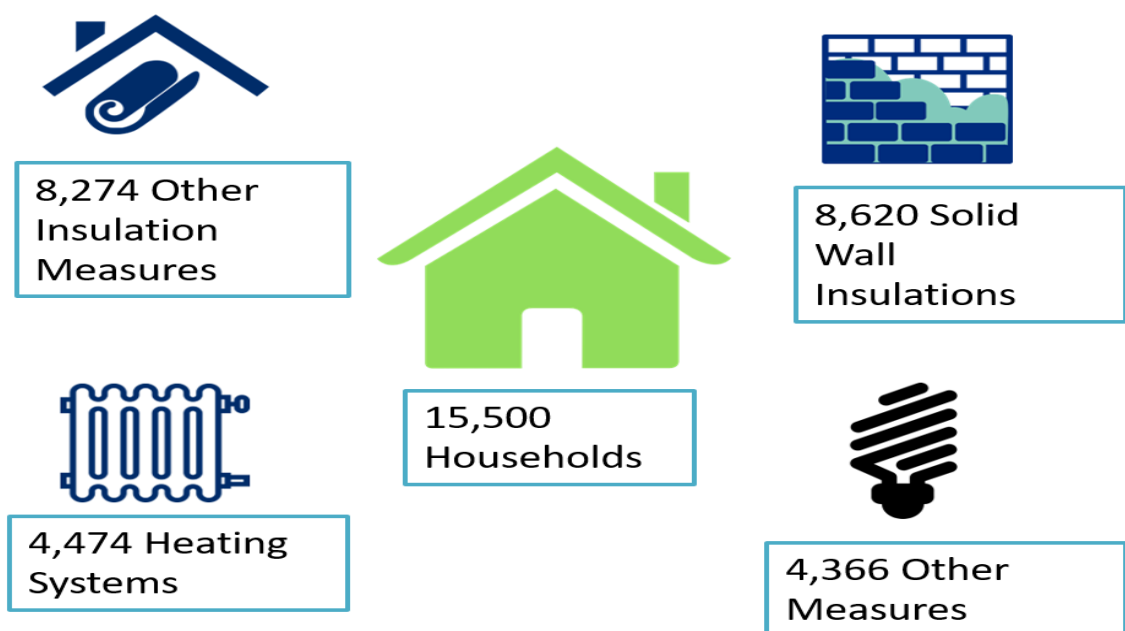 8,274 Other
Insulation
Measures
8,620 Solid
Wall
Insulations
15,500
Households
4,474 Heating
Systems
4,366 Other
Measures